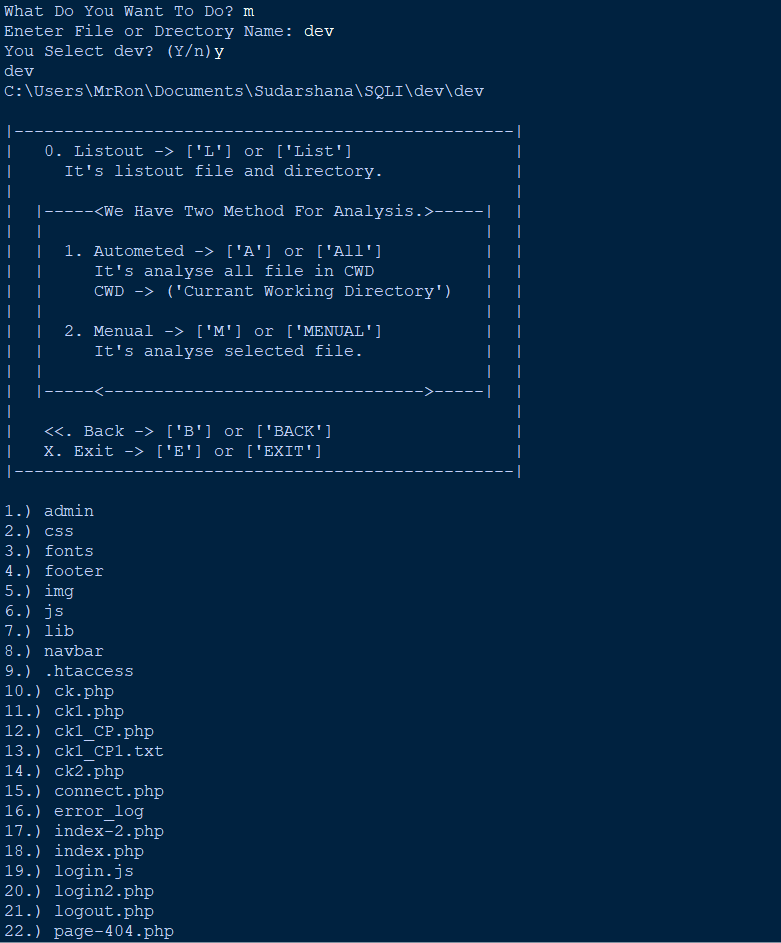 What Do You Want To Do? m
Eneter File or Drectory Name: dev
You Select dev? (Y/n)y
dev
C:\Users\MrRon\Documents\Sudarshana\SQLI\dev\dev
|--------------------------------------------------|
|   0. Listout -> ['L'] or ['List']                |
|     It's listout file and directory.             |
|                                                  |
|  |-----<We Have Two Method For Analysis.>-----|  |
|  |                                            |  |
|  |  1. Autometed -> ['A'] or ['All']          |  |
|  |     It's analyse all file in CWD           |  |
|  |     CWD -> ('Currant Working Directory')   |  |
|  |                                            |  |
|  |  2. Menual -> ['M'] or ['MENUAL']          |  |
|  |     It's analyse selected file.            |  |
|  |                                            |  |
|  |-----<-------------------------------->-----|  |
|                                                  |
|   <<. Back -> ['B'] or ['BACK']                  |
|   X. Exit -> ['E'] or ['EXIT']                   |
|--------------------------------------------------|
1.) admin
2.) css
3.) fonts
4.) footer
5.) img
6.) js
7.) lib
8.) navbar
9.) .htaccess
10.) ck.php
11.) ck1.php
12.) ck1_CP.php
13.) ck1_CP1.txt
14.) ck2.php
15.) connect.php
16.) error_log
17.) index-2.php
18.) index.php
19.) login.js
20.) login2.php
21.) logout.php
22.) page-404.php